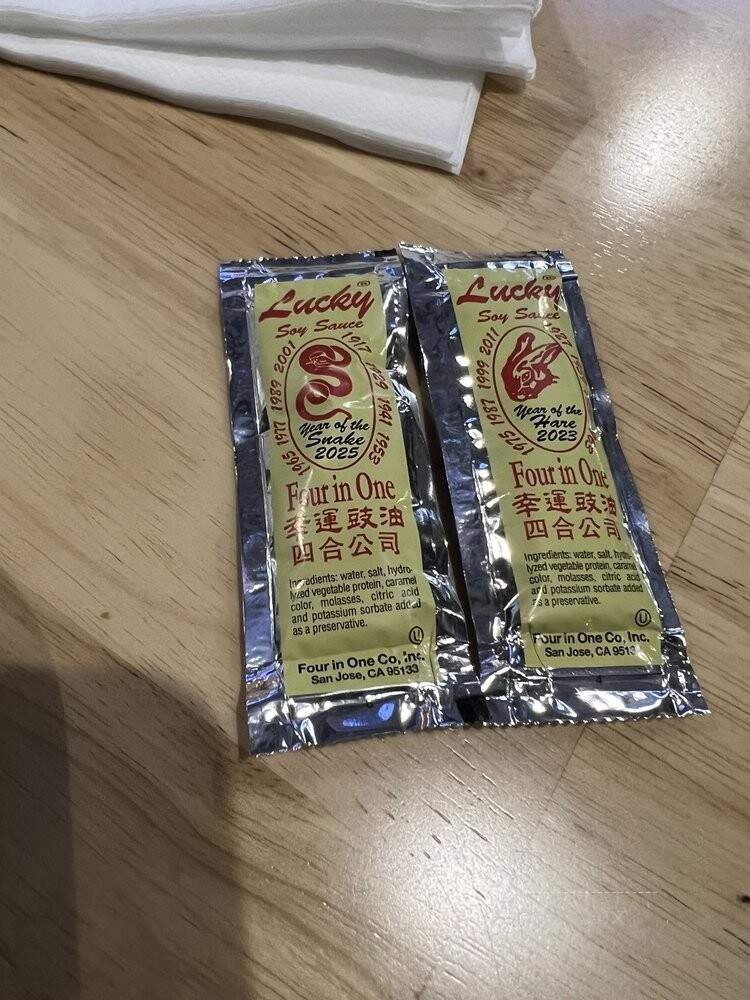 Lucky®
Soy Sauce
1965 1977 1989 2001
1917 1929 1941 1953
Year of the
Snake
2025
Four in One
幸運豉油
四合公司
Ingredients: water, salt, hydro-
lyzed vegetable protein, caramel
color, molasses, citric acid
and potassium sorbate added
as a preservative.
U
Four in One Co, Inc.
San Jose, CA 95133
Lucky®
Soy Sauce
1975 1987 1999 2011
Year of the
Hare
2023
Four in One
幸運豉油
四合公司
Ingredients: water, salt, hydro-
lyzed vegetable protein, caramel
color, molasses, citric acid
and potassium sorbate added
as a preservative.
U
Four in One Co, Inc.
San Jose, CA